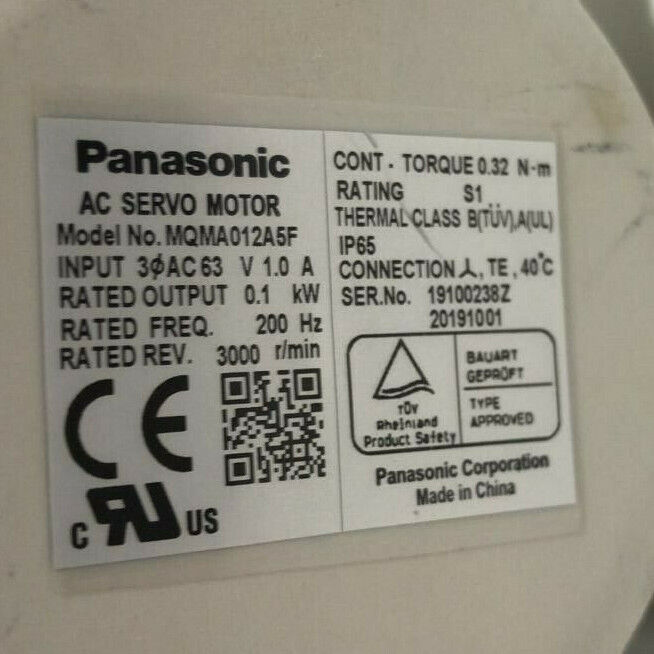 Panasonic
AC SERVO MOTOR
Model No. MQMA012A5F
INPUT 3ϕAC 63 V 1.0 A
RATED OUTPUT 0.1 kW
RATED FREQ. 200 Hz
RATED REV. 3000 r/min
CE
C RU US
CONT - TORQUE 0.32 N-m
RATING S1
THERMAL CLASS B(TÜV),A(UL)
IP65
CONNECTION ⅄, TE, 40°C
SER.No. 19100238Z
20191001
TÜV
Rheinland
Product Safety
BAUART
GEPRÜFT
TYPE
APPROVED
Panasonic Corporation
Made in China